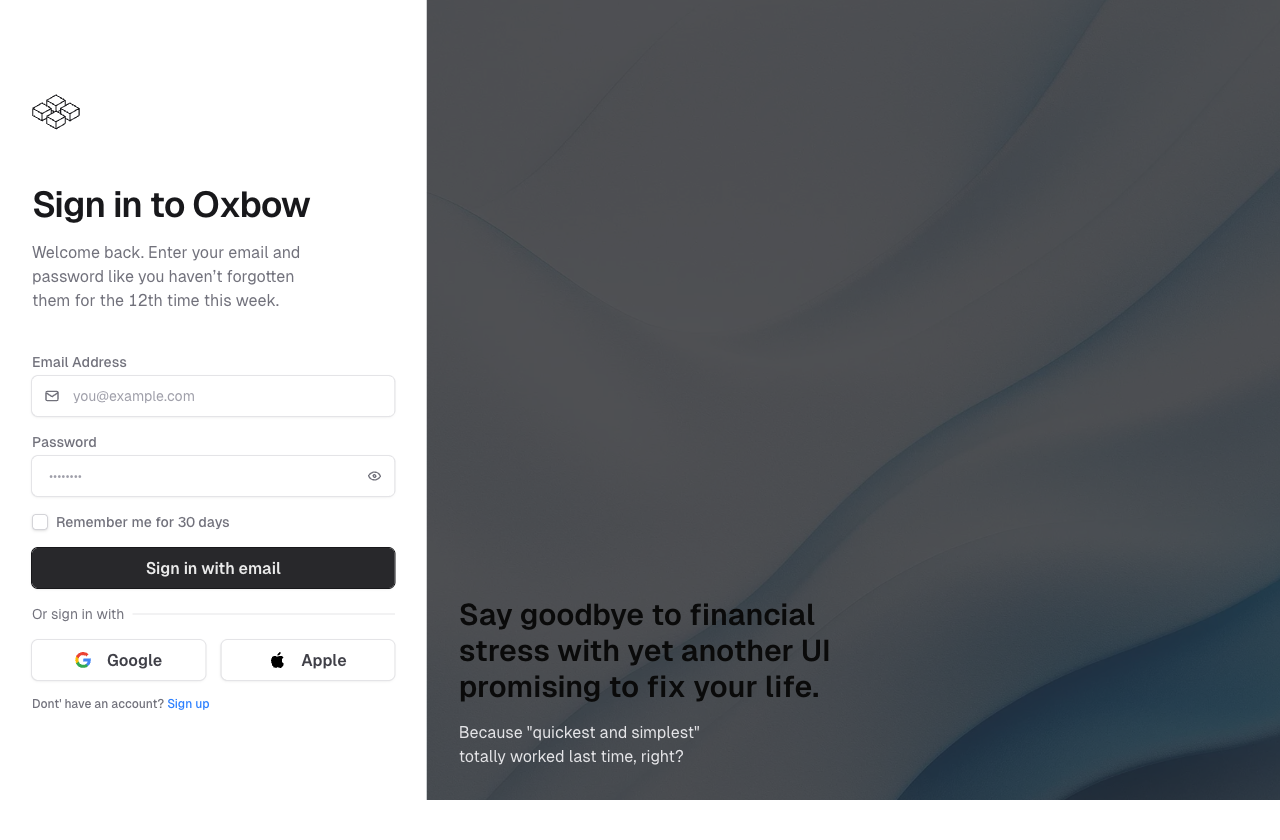 Sign in to Oxbow
Welcome back. Enter your email and
password like you haven't forgotten
them for the 12th time this week.
Email Address
you@example.com
Password
••••••••
Remember me for 30 days
Sign in with email
Or sign in with
Google
Apple
Dont' have an account? Sign up
Say goodbye to financial
stress with yet another UI
promising to fix your life.
Because "quickest and simplest"
totally worked last time, right?